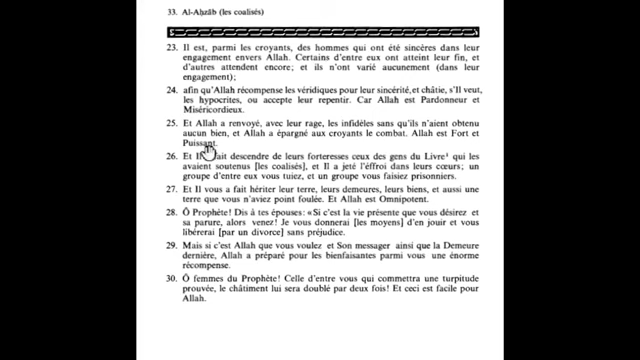 33. Al-Aḥzāb (les coalisés)
23. Il est, parmi les croyants, des hommes qui ont été sincères dans leur
engagement envers Allah. Certains d'entre eux ont atteint leur fin, et
d'autres attendent encore; et ils n'ont varié aucunement (dans leur
engagement);
24. afin qu'Allah récompense les véridiques pour leur sincérité, et châtie, s'Il veut,
les hypocrites, ou accepte leur repentir. Car Allah est Pardonneur et
Miséricordieux.
25. Et Allah a renvoyé, avec leur rage, les infidèles sans qu'ils n'aient obtenu
aucun bien, et Allah a épargné aux croyants le combat. Allah est Fort et
Puissant.
26. Et Il fait descendre de leurs forteresses ceux des gens du Livre¹ qui les
avaient soutenus [les coalisés], et Il a jeté l'éffroi dans leurs cœurs; un
groupe d'entre eux vous tuiez, et un groupe vous faisiez prisonniers.
27. Et Il vous a fait hériter leur terre, leurs demeures, leurs biens, et aussi une
terre que vous n'aviez point foulée. Et Allah est Omnipotent.
28. Ô Prophète! Dis à tes épouses: «Si c'est la vie présente que vous désirez et
sa parure, alors venez! Je vous donnerai [les moyens] d'en jouir et vous
libérerai [par un divorce] sans préjudice.
29. Mais si c'est Allah que vous voulez et Son messager ainsi que la Demeure
dernière, Allah a préparé pour les bienfaisantes parmi vous une énorme
récompense.
30. Ô femmes du Prophète! Celle d'entre vous qui commettra une turpitude
prouvée, le châtiment lui sera doublé par deux fois! Et ceci est facile pour
Allah.